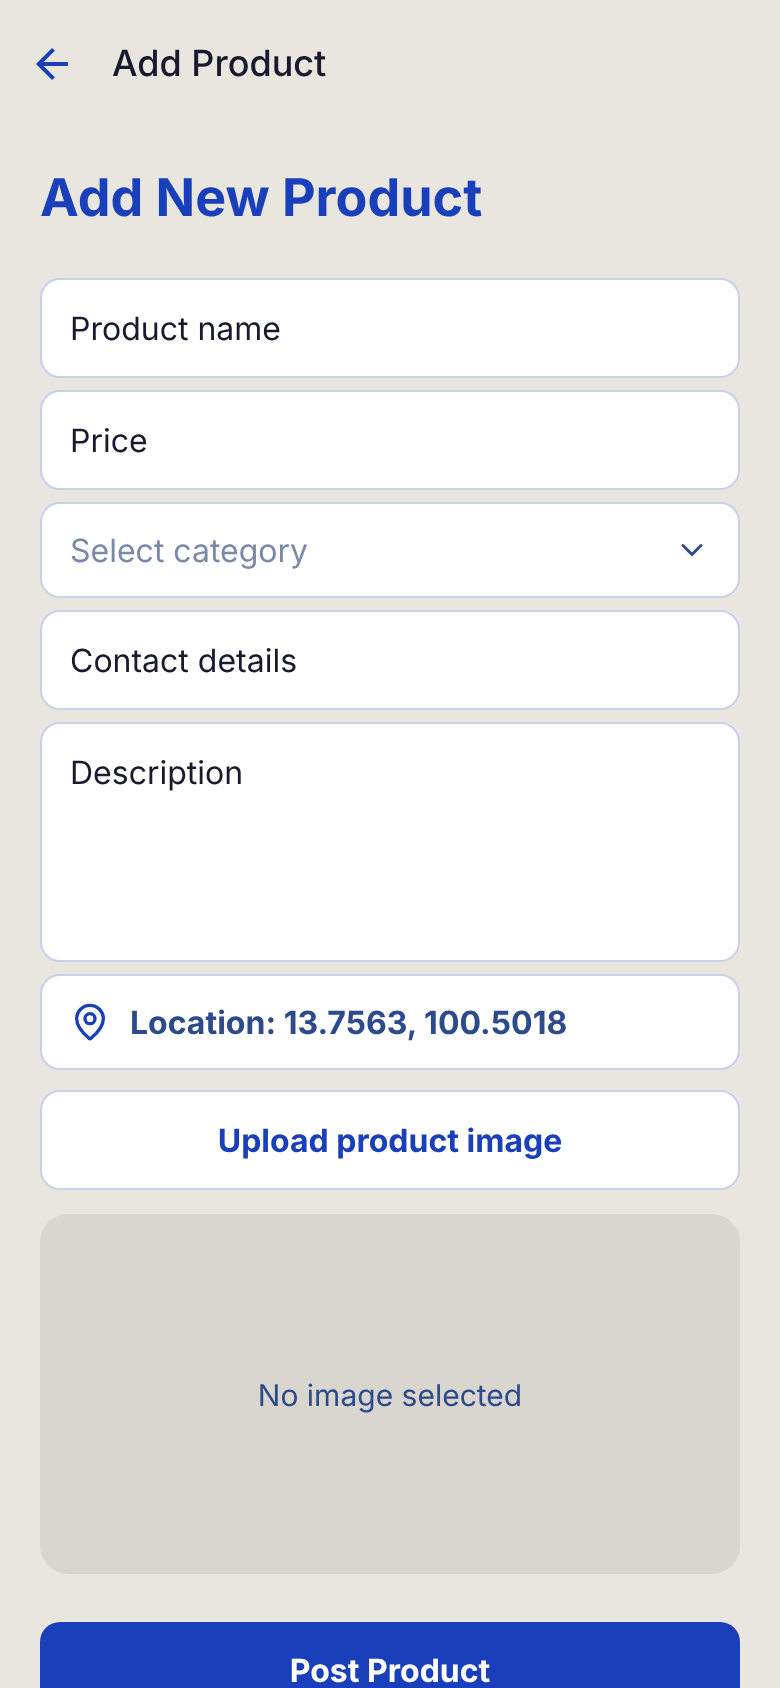 Add Product
Add New Product
Product name
Price
Select category
Contact details
Description
Location: 13.7563, 100.5018
Upload product image
No image selected
Post Product